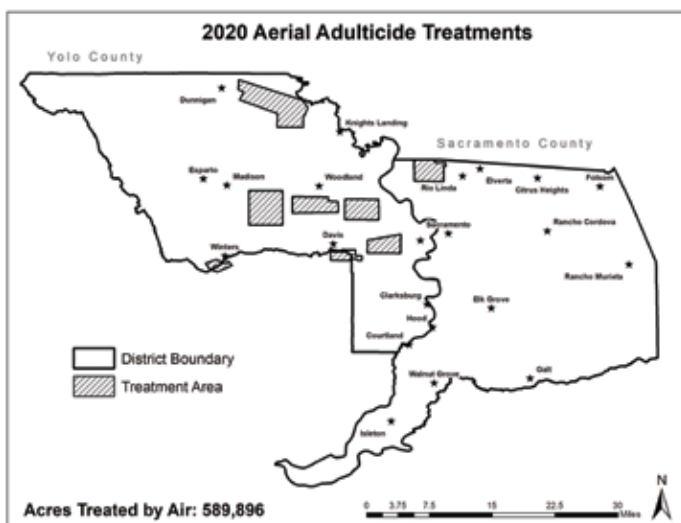 2020 Aerial Adulticide Treatments
Yolo County
Dunnigan
Knights Landing
Sacramento County
Esparto
Madison
Woodland
Rio Linda
Elverta
Citrus Heights
Folsom
Winters
Davis
Sacramento
Rancho Cordova
Rancho Murieta
Clarksburg
Hood
Elk Grove
Courtland
District Boundary
Treatment Area
Walnut Grove
Galt
Isleton
N
Acres Treated by Air: 589,896
0 3.75 7.5 15 22.5 30
Miles